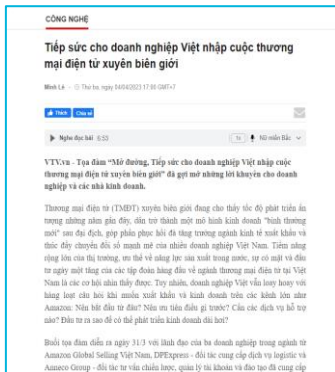 CÔNG NGHỆ
Tiếp sức cho doanh nghiệp Việt nhập cuộc thương
mại điện tử xuyên biên giới
Minh Lê - Thứ ba, ngày 04/04/2023 17:00 GMT+7
Thích Chia sẻ
Nghe đọc bài 6:53 1x Nữ miền Bắc
VTV.vn - Tọa đàm “Mở đường, Tiếp sức cho doanh nghiệp Việt nhập cuộc
thương mại điện tử xuyên biên giới” đã gợi mở những lời khuyên cho doanh
nghiệp và các nhà kinh doanh.
Thương mại điện tử (TMĐT) xuyên biên giới đang cho thấy tốc độ phát triển ấn
tượng những năm gần đây, dần trở thành một mô hình kinh doanh "bình thường
mới" sau đại dịch, góp phần phục hồi đà tăng trưởng ngành kinh tế xuất khẩu và
thúc đẩy chuyển đổi số mạnh mẽ của nhiều doanh nghiệp Việt Nam. Tiềm năng
rộng lớn của thị trường, ưu thế về năng lực sản xuất trong nước, sự có mặt và đầu
tư ngày một tăng của các tập đoàn hàng đầu về ngành thương mại điện tử tại Việt
Nam là các cơ hội nhìn thấy được. Tuy nhiên, doanh nghiệp Việt vẫn loay hoay với
hàng loạt câu hỏi khi muốn xuất khẩu và kinh doanh trên các kênh lớn như
Amazon: Nên bắt đầu từ đâu? Nên ưu tiên điều gì trước? Cần các dịch vụ hỗ trợ
nào? Đầu tư ra sao để có thể phát triển kinh doanh dài hơi?
Buổi tọa đàm diễn ra ngày 31/3 với lãnh đạo của ba doanh nghiệp trong ngành từ
Amazon Global Selling Việt Nam, DPExpress - đối tác cung cấp dịch vụ logistic và
Anneco Group - đối tác tư vấn chiến lược, quản lý tài khoản và đào tạo đã cung cấp